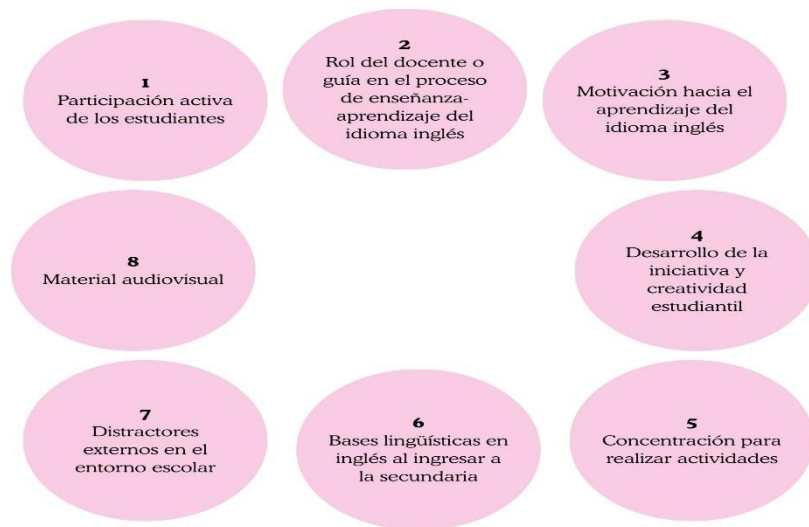 1
Participación activa
de los estudiantes
2
Rol del docente o
guía en el proceso
de enseñanza-
aprendizaje del
idioma inglés
3
Motivación hacia el
aprendizaje del
idioma inglés
4
Desarrollo de la
iniciativa y
creatividad
estudiantil
5
Concentración para
realizar actividades
6
Bases lingüísticas en
inglés al ingresar a
la secundaria
7
Distractores
externos en el
entorno escolar
8
Material audiovisual